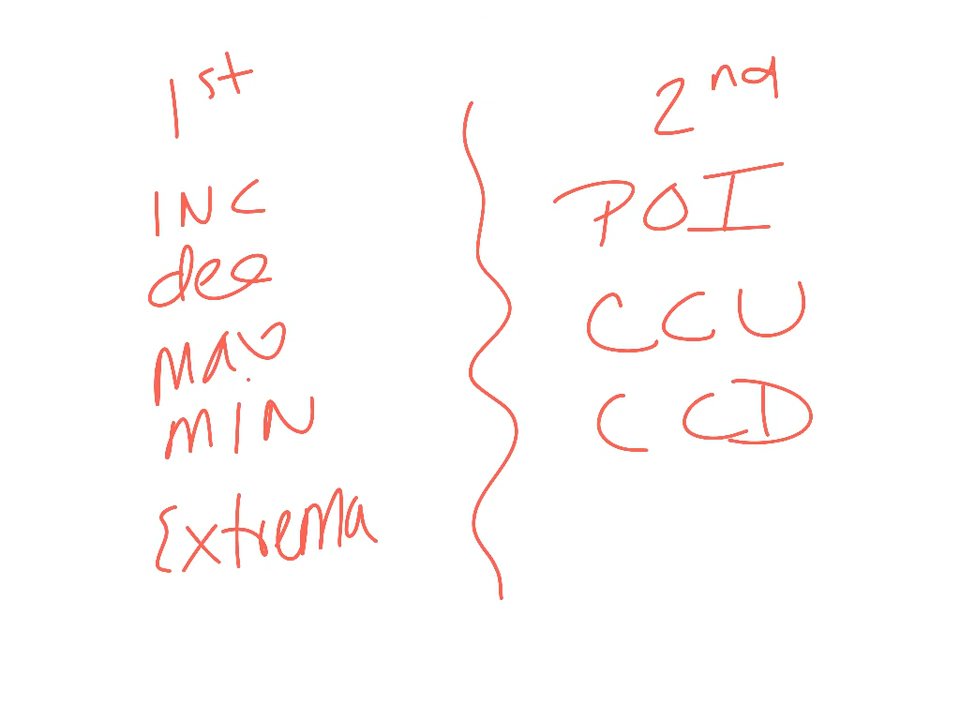 1st
INC
dec
max
MIN
Extrema
2nd
POI
CCU
CCD